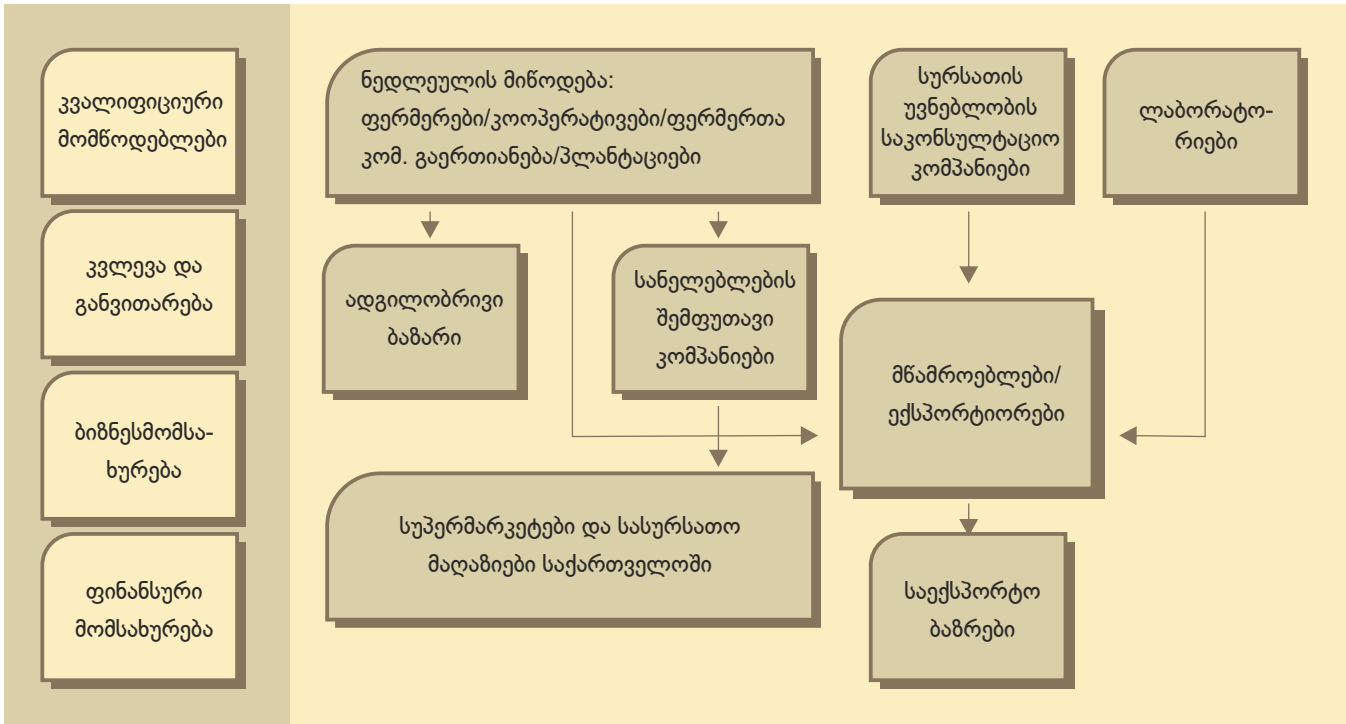 კვალიფიციური
მომწოდებლები
კვლევა და
განვითარება
ბიზნესმომსა-
ხურება
ფინანსური
მომსახურება
ნედლეულის მიწოდება:
ფერმერები/კოოპერატივები/ფერმერთა
კომ. გაერთიანება/პლანტაციები
სურსათის
უვნებლობის
საკონსულტაციო
კომპანიები
ლაბორატო-
რიები
ადგილობრივი
ბაზარი
სანელებლების
შემფუთავი
კომპანიები
მწამროებლები/
ექსპორტიორები
სუპერმარკეტები და სასურსათო
მაღაზიები საქართველოში
საექსპორტო
ბაზრები